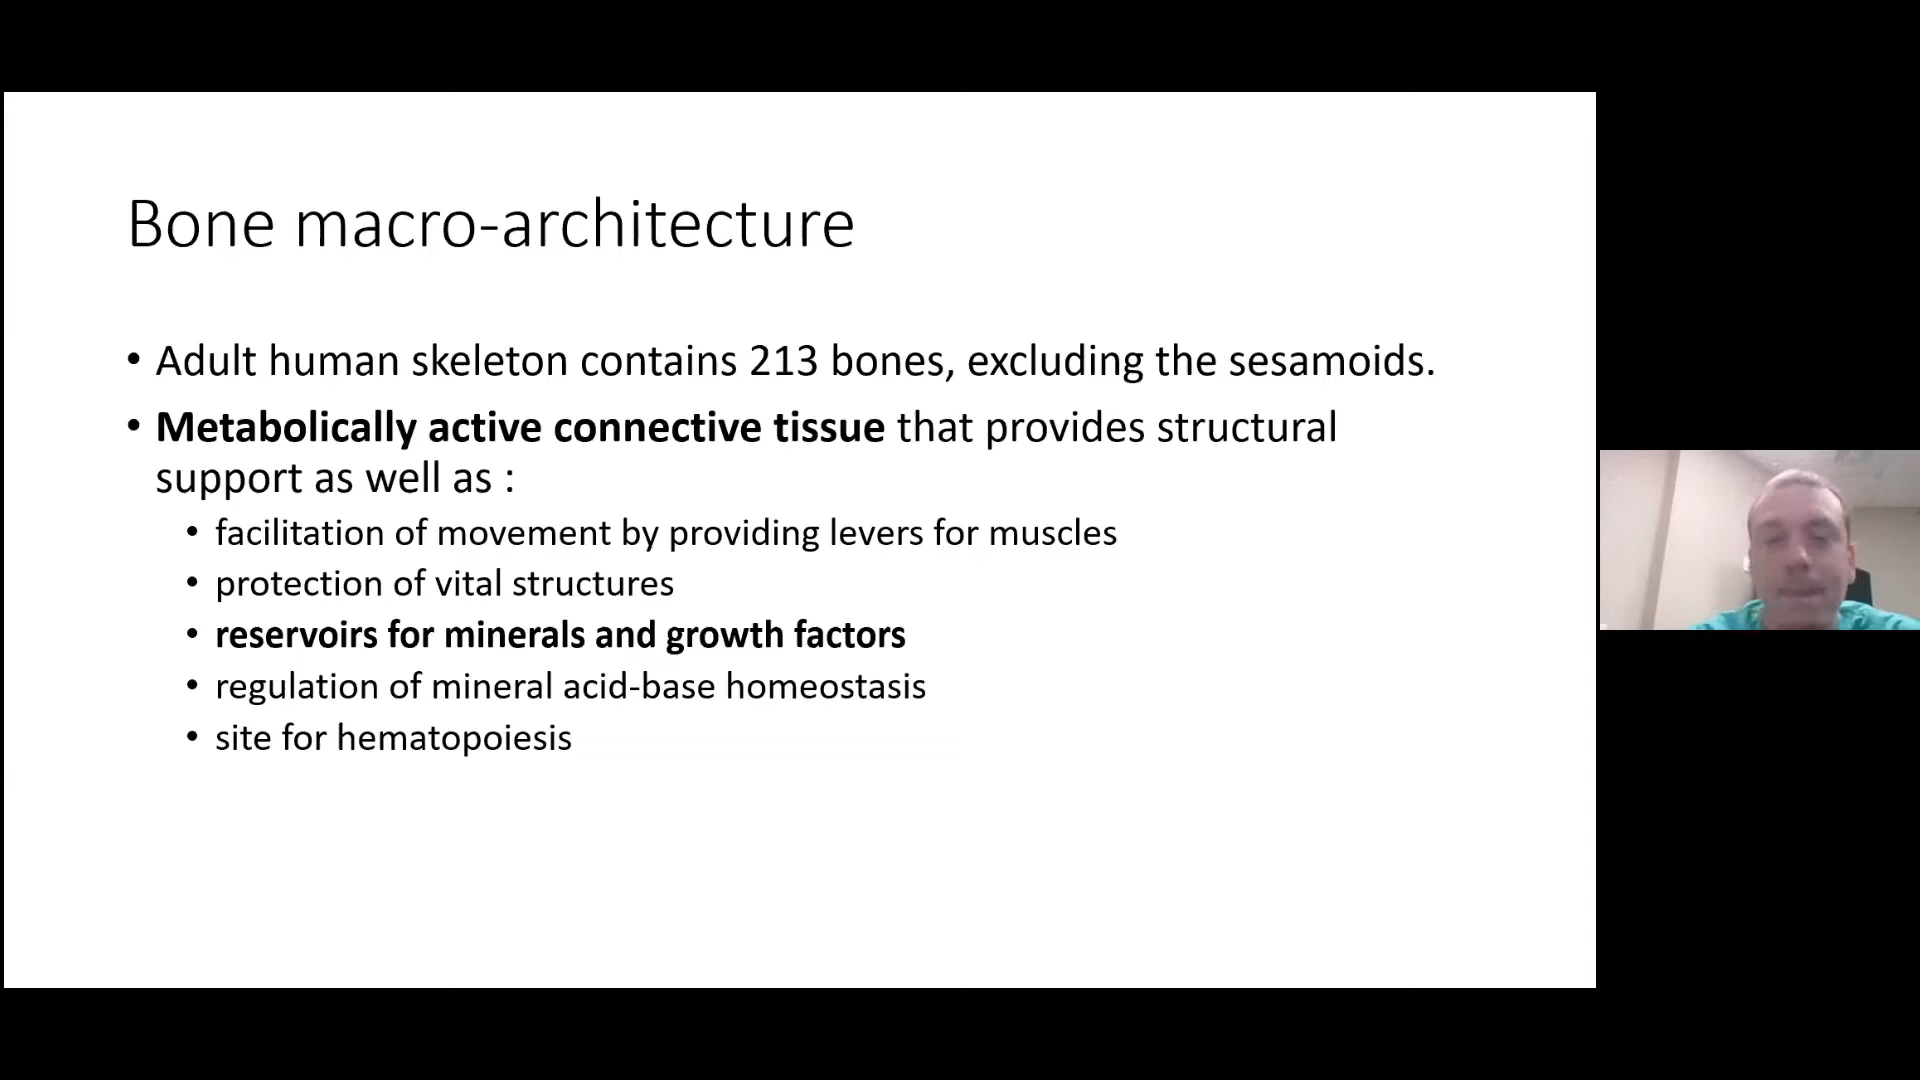 Bone macro-architecture
• Adult human skeleton contains 213 bones, excluding the sesamoids.
• Metabolically active connective tissue that provides structural
support as well as :
• facilitation of movement by providing levers for muscles
• protection of vital structures
• reservoirs for minerals and growth factors
• regulation of mineral acid-base homeostasis
• site for hematopoiesis